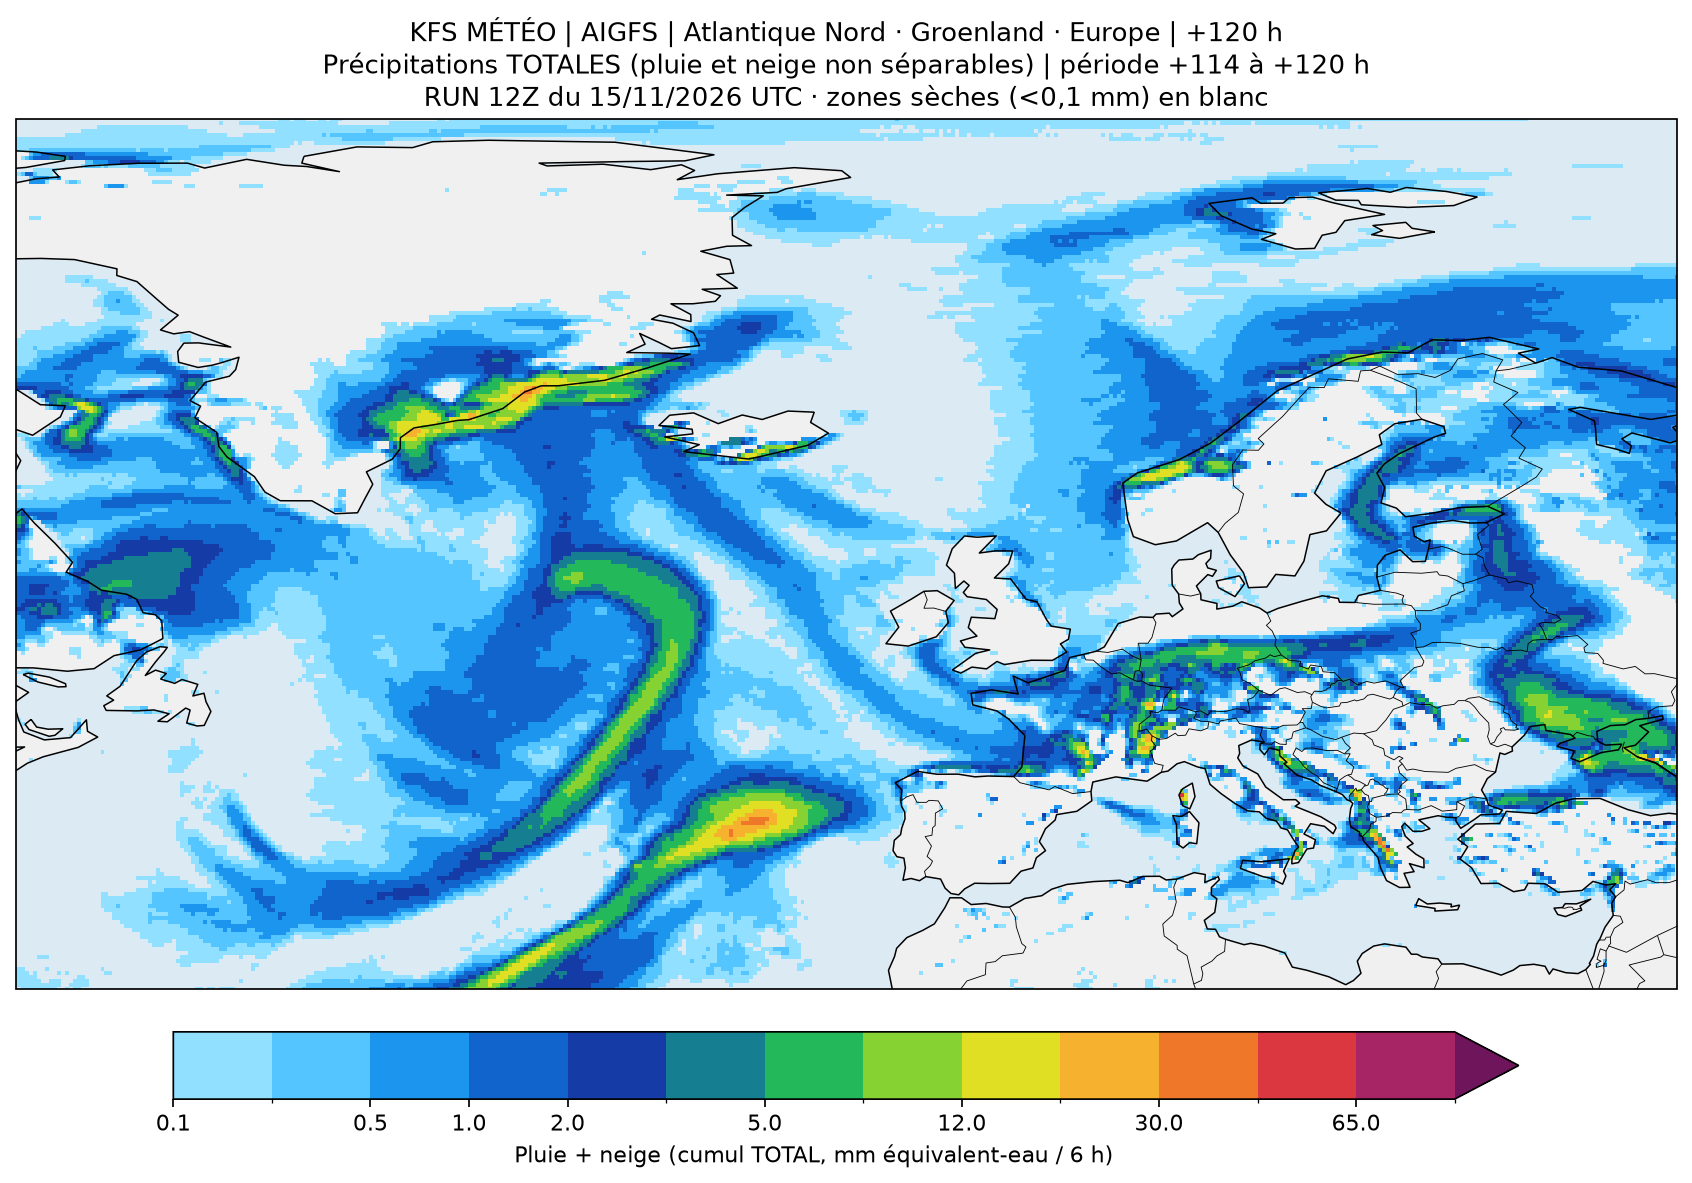 KFS MÉTÉO | AIGFS | Atlantique Nord · Groenland · Europe | +120 h
Précipitations TOTALES (pluie et neige non séparables) | période +114 à +120 h
RUN 12Z du 15/11/2026 UTC · zones sèches (<0,1 mm) en blanc
0.1 0.5 1.0 2.0 5.0 12.0 30.0 65.0
Pluie + neige (cumul TOTAL, mm équivalent-eau / 6 h)